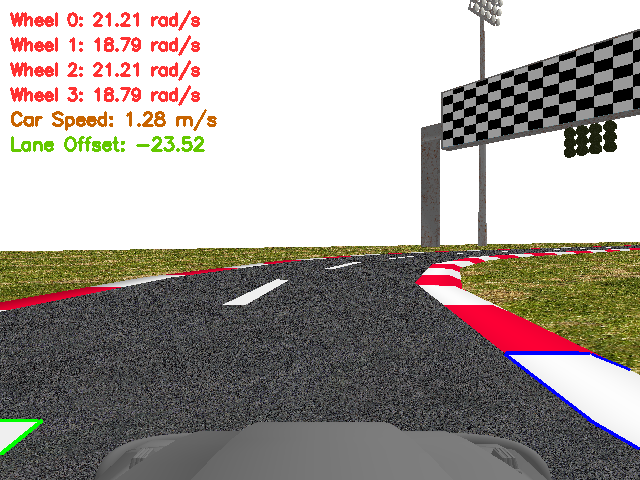 Wheel 0: 21.21 rad/s
Wheel 1: 18.79 rad/s
Wheel 2: 21.21 rad/s
Wheel 3: 18.79 rad/s
Car Speed: 1.28 m/s
Lane Offset: -23.52